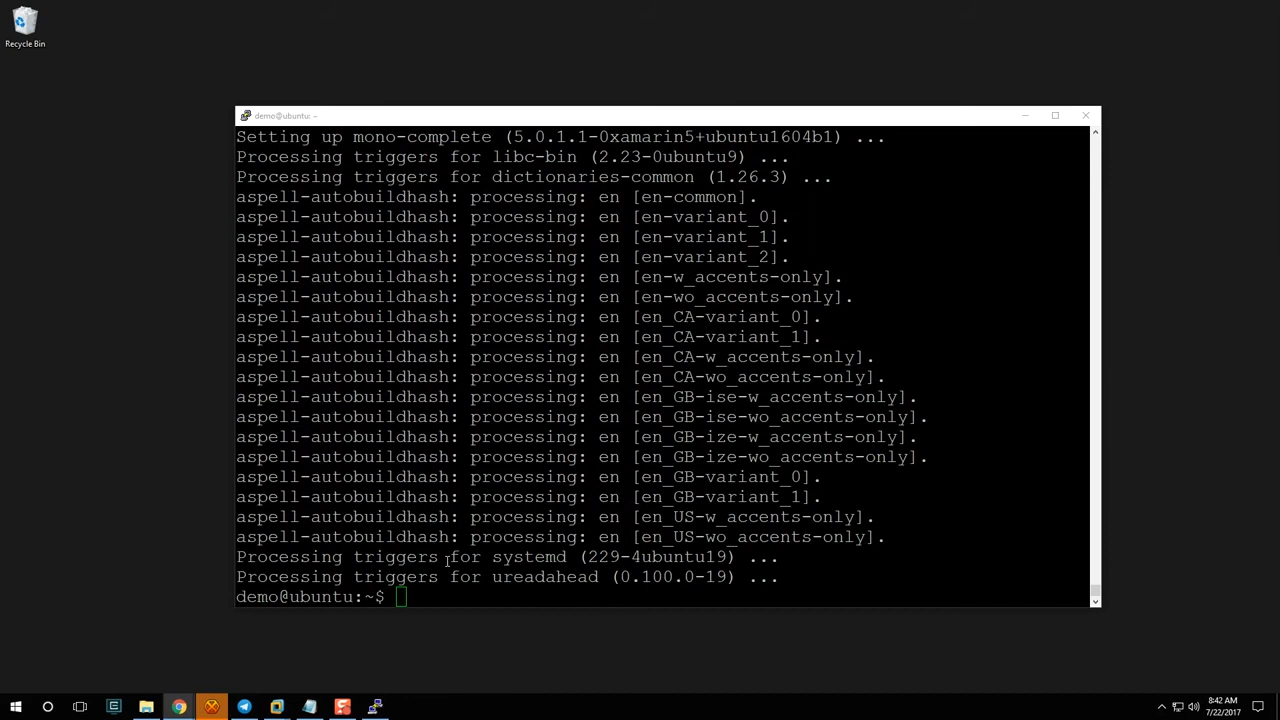 Recycle Bin
demo@ubuntu: ~
Setting up mono-complete (5.0.1.1-0xamarin5+ubuntu1604b1) ...
Processing triggers for libc-bin (2.23-0ubuntu9) ...
Processing triggers for dictionaries-common (1.26.3) ...
aspell-autobuildhash: processing: en [en-common].
aspell-autobuildhash: processing: en [en-variant_0].
aspell-autobuildhash: processing: en [en-variant_1].
aspell-autobuildhash: processing: en [en-variant_2].
aspell-autobuildhash: processing: en [en-w_accents-only].
aspell-autobuildhash: processing: en [en-wo_accents-only].
aspell-autobuildhash: processing: en [en_CA-variant_0].
aspell-autobuildhash: processing: en [en_CA-variant_1].
aspell-autobuildhash: processing: en [en_CA-w_accents-only].
aspell-autobuildhash: processing: en [en_CA-wo_accents-only].
aspell-autobuildhash: processing: en [en_GB-ise-w_accents-only].
aspell-autobuildhash: processing: en [en_GB-ise-wo_accents-only].
aspell-autobuildhash: processing: en [en_GB-ize-w_accents-only].
aspell-autobuildhash: processing: en [en_GB-ize-wo_accents-only].
aspell-autobuildhash: processing: en [en_GB-variant_0].
aspell-autobuildhash: processing: en [en_GB-variant_1].
aspell-autobuildhash: processing: en [en_US-w_accents-only].
aspell-autobuildhash: processing: en [en_US-wo_accents-only].
Processing triggers for systemd (229-4ubuntu19) ...
Processing triggers for ureadahead (0.100.0-19) ...
demo@ubuntu:~$
8:42 AM
7/22/2017